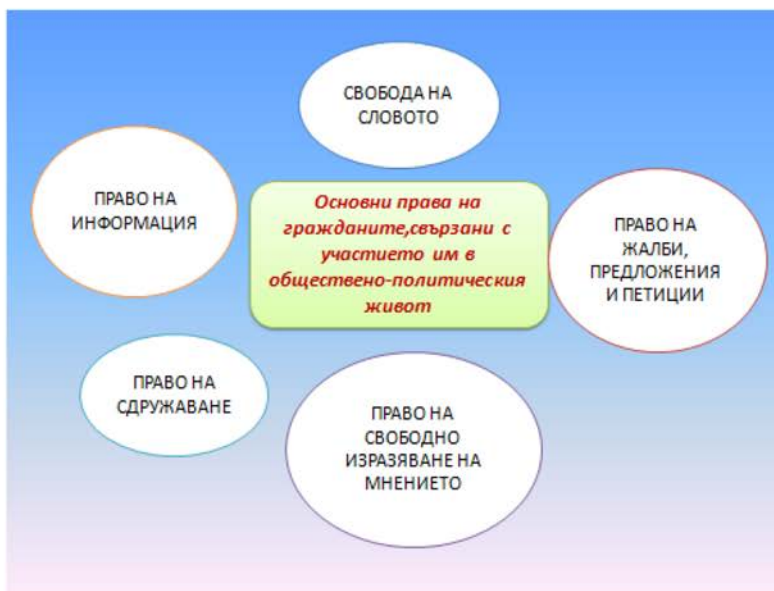 СВОБОДА НА
СЛОВОТО
ПРАВО НА
ИНФОРМАЦИЯ
Основни права на
гражданите,свързани с
участието им в
обществено-политическия
живот
ПРАВО НА
ЖАЛБИ,
ПРЕДЛОЖЕНИЯ
И ПЕТИЦИИ
ПРАВО НА
СДРУЖАВАНЕ
ПРАВО НА
СВОБОДНО
ИЗРАЗЯВАНЕ НА
МНЕНИЕТО